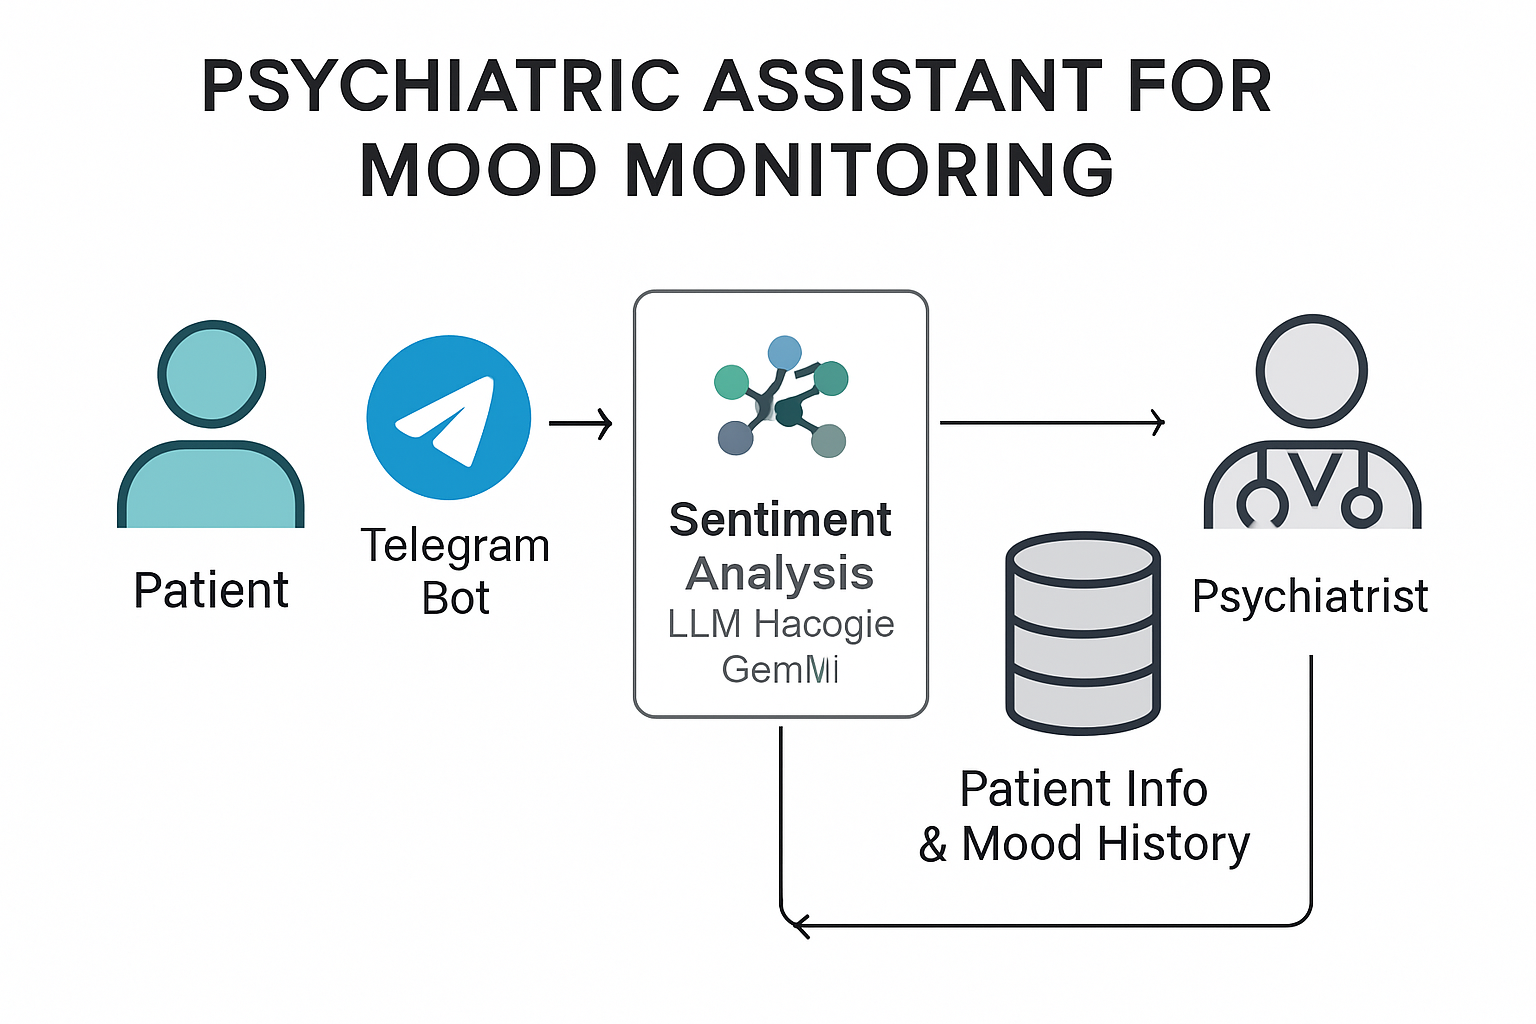 PSYCHIATRIC ASSISTANT FOR
MOOD MONITORING
Patient
Telegram
Bot
Sentiment
Analysis
LLM Hacogie
GemMi
Patient Info
& Mood History
Psychiatrist